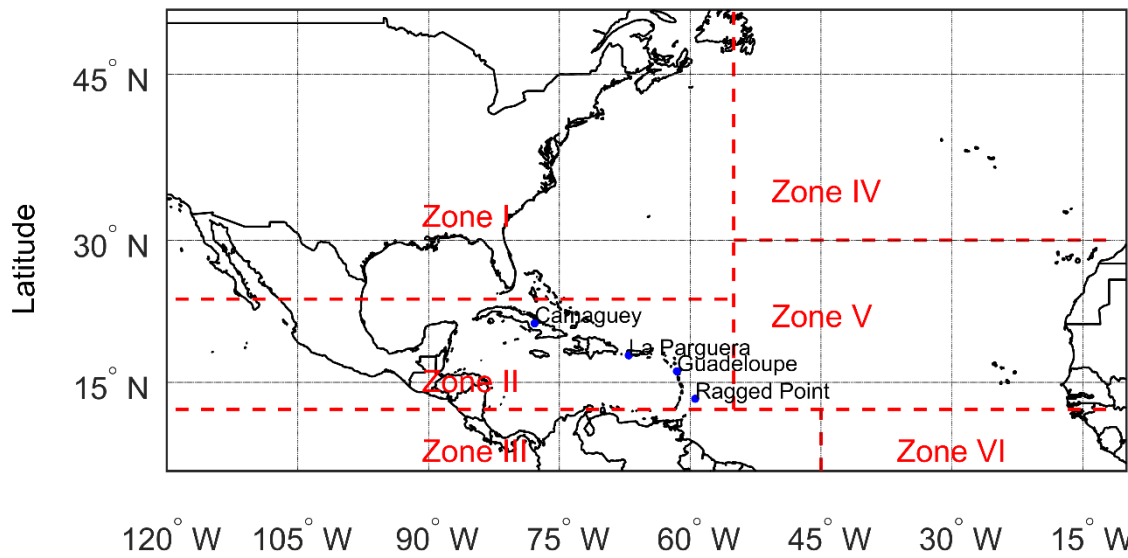 45° N
Zone IV
Zone I
30° N
Latitude
Zone V
Camaguey
La Parguera
Guadeloupe
Zone II
15° N
Ragged Point
Zone III
Zone VI
120° W 105° W 90° W 75° W 60° W 45° W 30° W 15° W